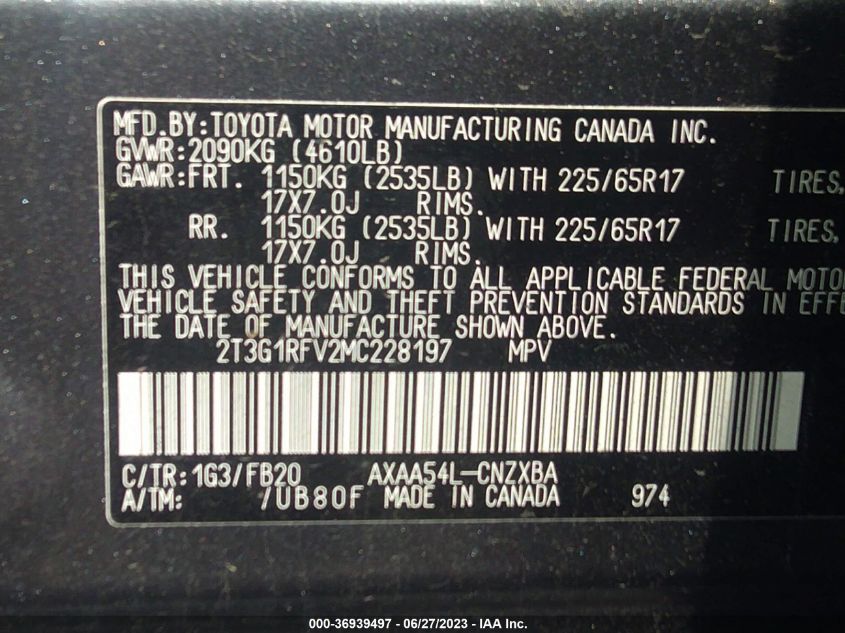 MFD.BY:TOYOTA MOTOR MANUFACTURING CANADA INC.
GVWR:2090KG (4610LB)
GAWR:FRT. 1150KG (2535LB) WITH 225/65R17 TIRES,
17X7.0J RIMS.
RR. 1150KG (2535LB) WITH 225/65R17 TIRES,
17X7.0J RIMS.
THIS VEHICLE CONFORMS TO ALL APPLICABLE FEDERAL MOTO
VEHICLE SAFETY AND THEFT PREVENTION STANDARDS IN EFFE
THE DATE OF MANUFACTURE SHOWN ABOVE.
2T3G1RFV2MC228197 MPV
C/TR:1G3/FB20 AXAA54L-CNZXBA
A/TM: /UB80F MADE IN CANADA 974
000-36939497 - 06/27/2023 - IAA Inc.